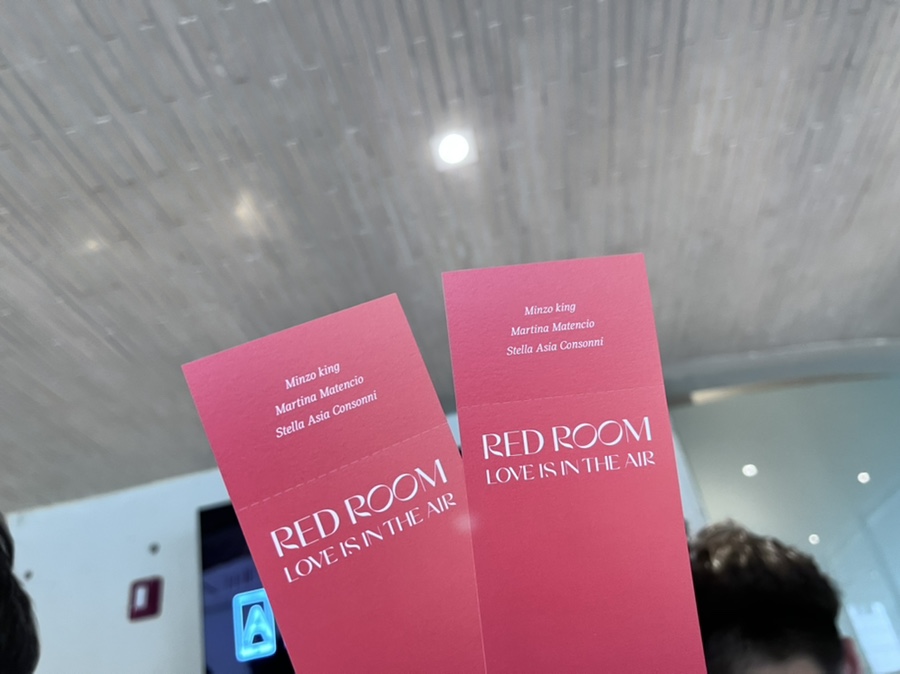 Minzo king
Martina Matencio
Stella Asia Consonni
RED ROOM
LOVE IS IN THE AIR
Minzo king
Martina Matencio
Stella Asia Consonni
RED ROOM
LOVE IS IN THE AIR
A